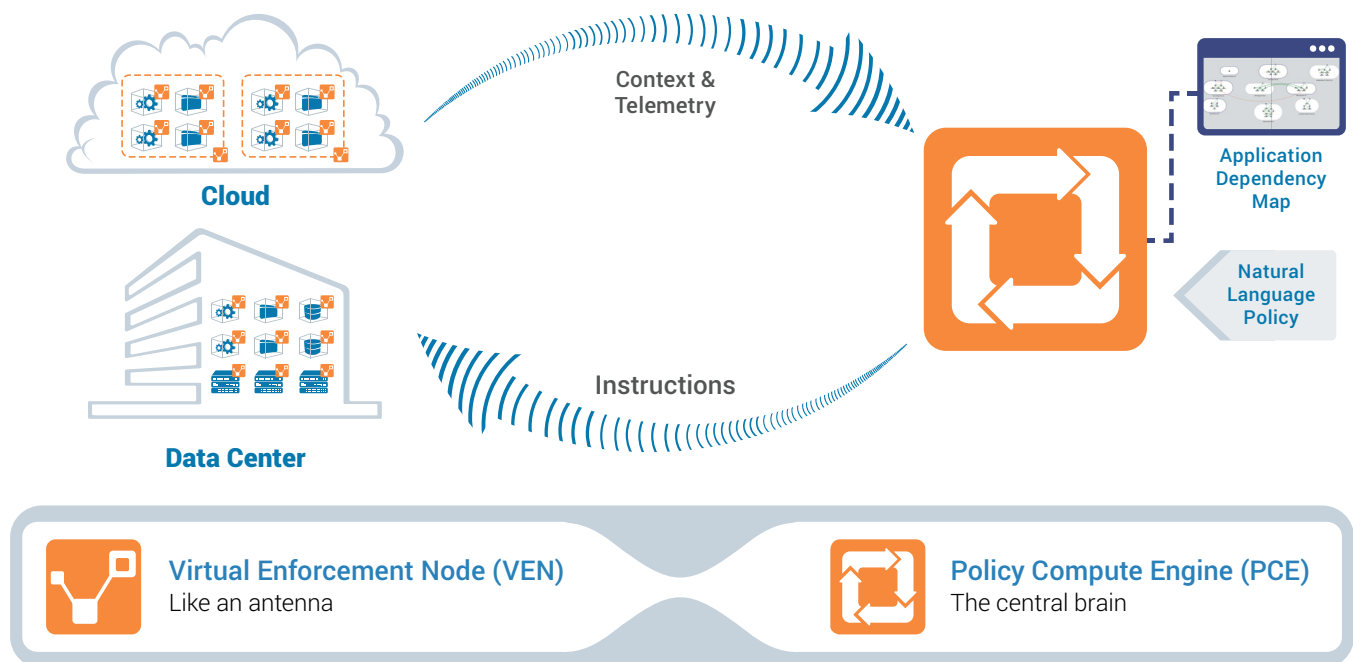 Context &
Telemetry
Application
Dependency
Map
Cloud
Natural
Language
Policy
Instructions
Data Center
Virtual Enforcement Node (VEN)
Like an antenna
Policy Compute Engine (PCE)
The central brain